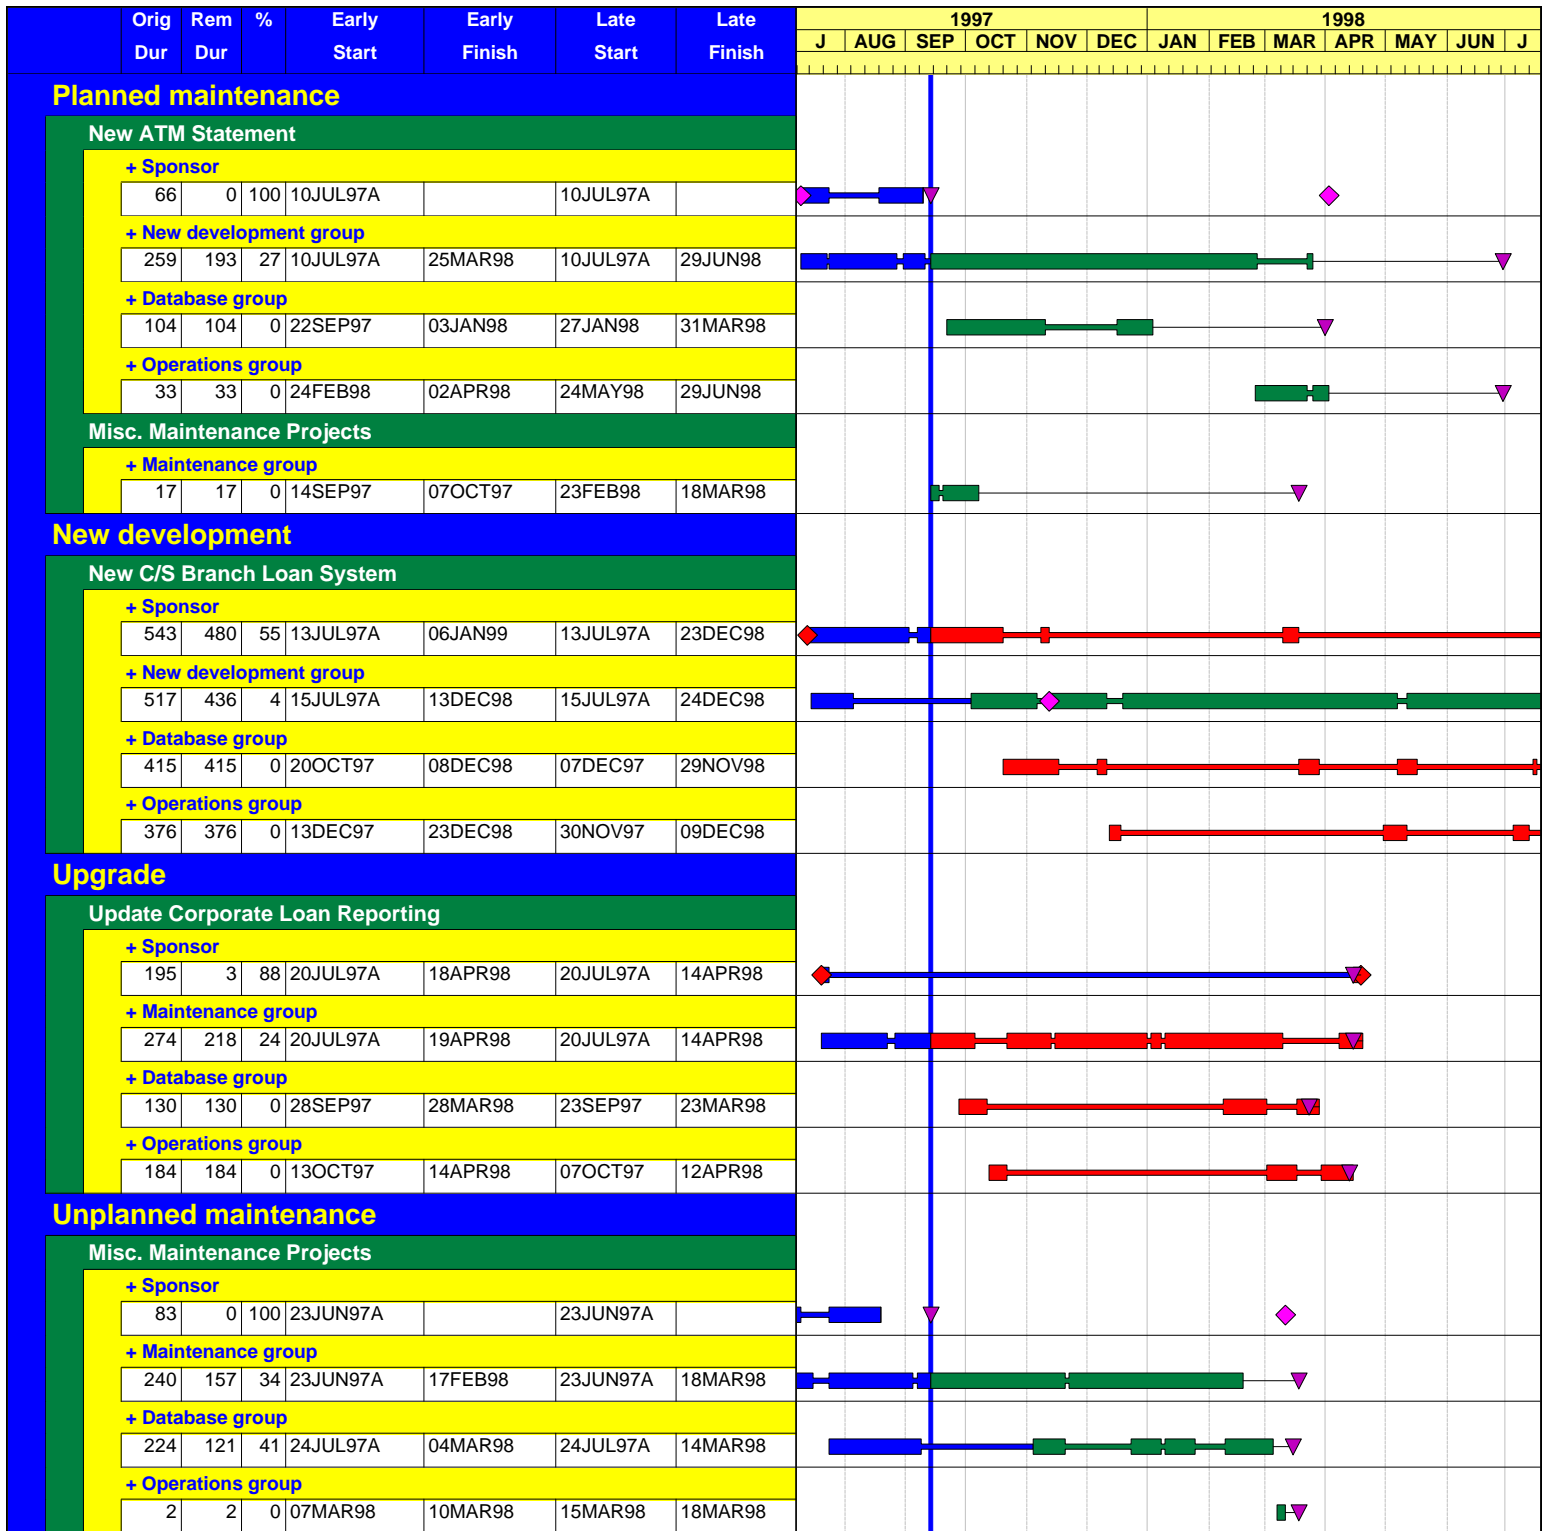 Orig Rem % Early Early Late Late 1997 1998
Dur Dur Start Finish Start Finish J AUG SEP OCT NOV DEC JAN FEB MAR APR MAY JUN J
Planned maintenance
New ATM Statement
+ Sponsor
66 0 100 10JUL97A 10JUL97A
+ New development group
259 193 27 10JUL97A 25MAR98 10JUL97A 29JUN98
+ Database group
104 104 0 22SEP97 03JAN98 27JAN98 31MAR98
+ Operations group
33 33 0 24FEB98 02APR98 24MAY98 29JUN98
Misc. Maintenance Projects
+ Maintenance group
17 17 0 14SEP97 07OCT97 23FEB98 18MAR98
New development
New C/S Branch Loan System
+ Sponsor
543 480 55 13JUL97A 06JAN99 13JUL97A 23DEC98
+ New development group
517 436 4 15JUL97A 13DEC98 15JUL97A 24DEC98
+ Database group
415 415 0 20OCT97 08DEC98 07DEC97 29NOV98
+ Operations group
376 376 0 13DEC97 23DEC98 30NOV97 09DEC98
Upgrade
Update Corporate Loan Reporting
+ Sponsor
195 3 88 20JUL97A 18APR98 20JUL97A 14APR98
+ Maintenance group
274 218 24 20JUL97A 19APR98 20JUL97A 14APR98
+ Database group
130 130 0 28SEP97 28MAR98 23SEP97 23MAR98
+ Operations group
184 184 0 13OCT97 14APR98 07OCT97 12APR98
Unplanned maintenance
Misc. Maintenance Projects
+ Sponsor
83 0 100 23JUN97A 23JUN97A
+ Maintenance group
240 157 34 23JUN97A 17FEB98 23JUN97A 18MAR98
+ Database group
224 121 41 24JUL97A 04MAR98 24JUL97A 14MAR98
+ Operations group
2 2 0 07MAR98 10MAR98 15MAR98 18MAR98